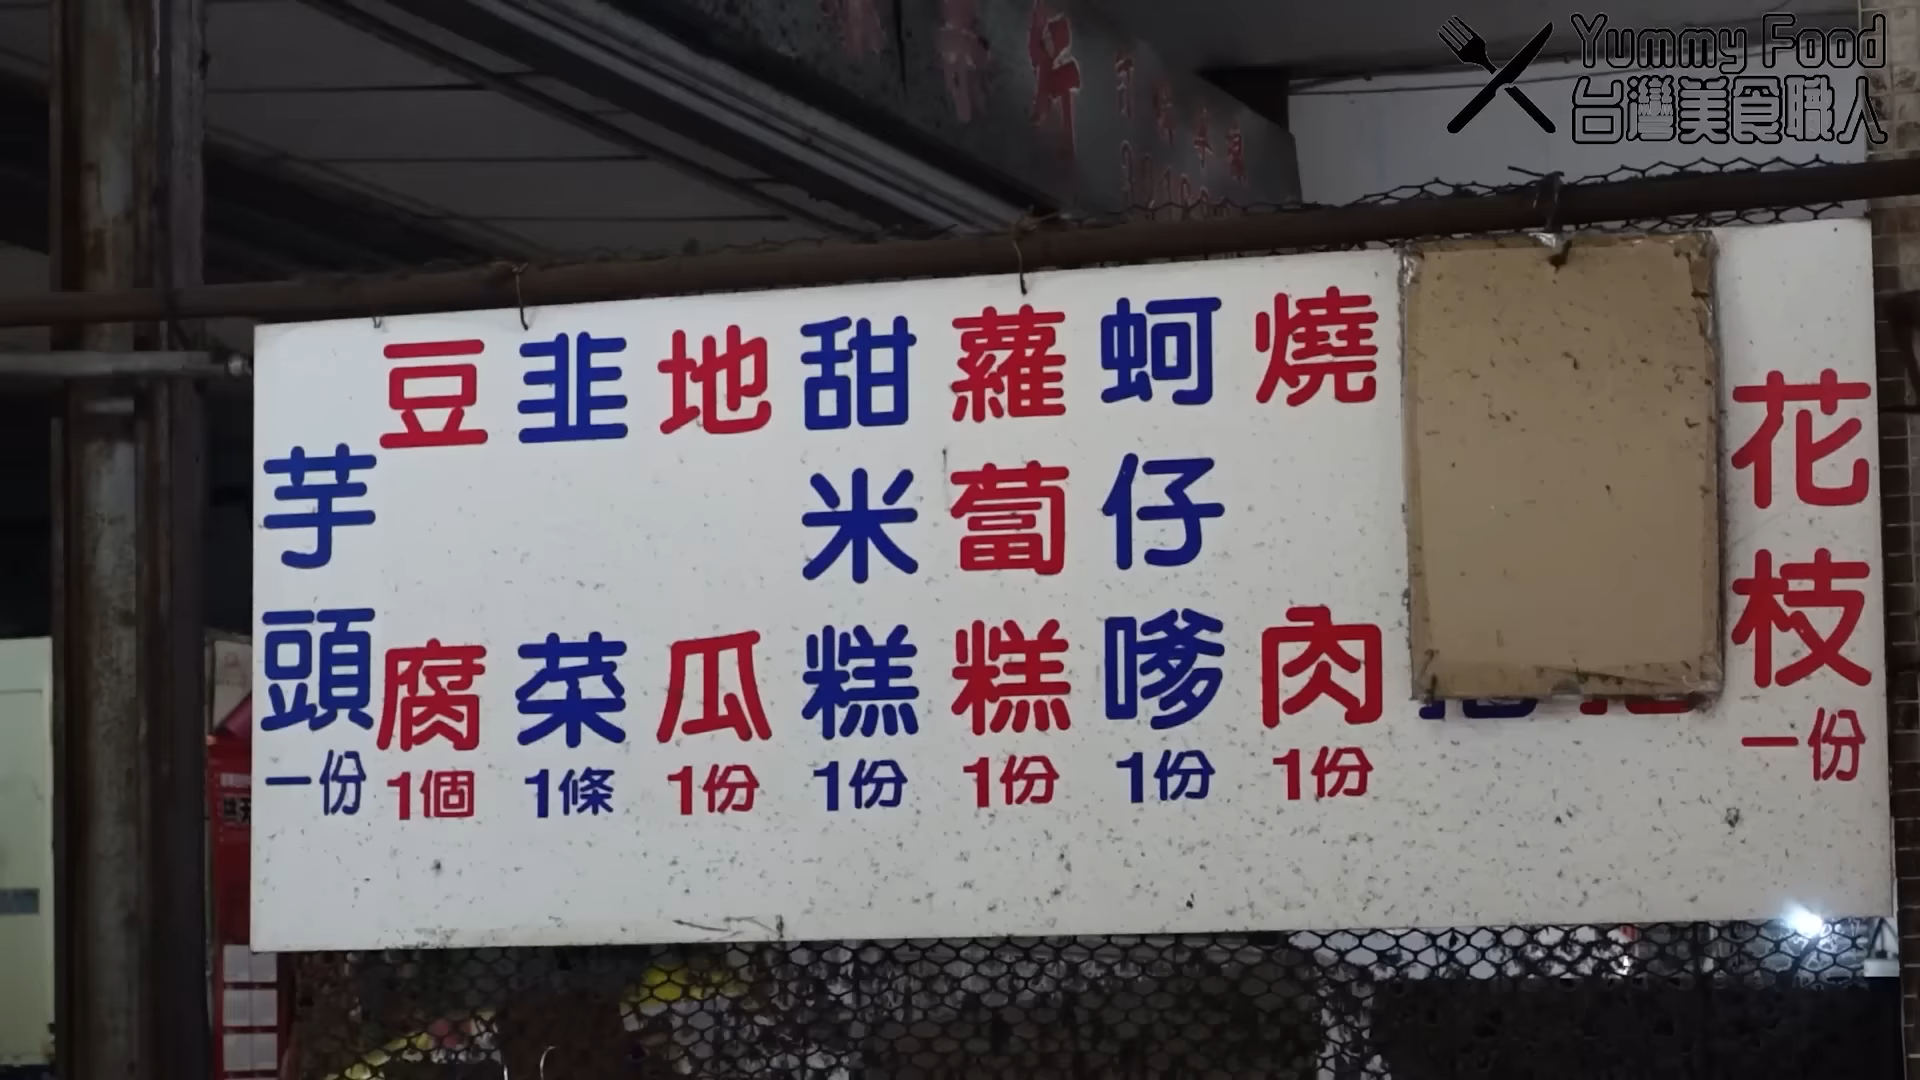 Yummy Food
台灣美食職人
花枝一份
燒肉1份
蚵仔嗲1份
蘿蔔糕1份
甜米糕1份
地瓜1份
韭菜1條
豆腐1個
芋頭一份